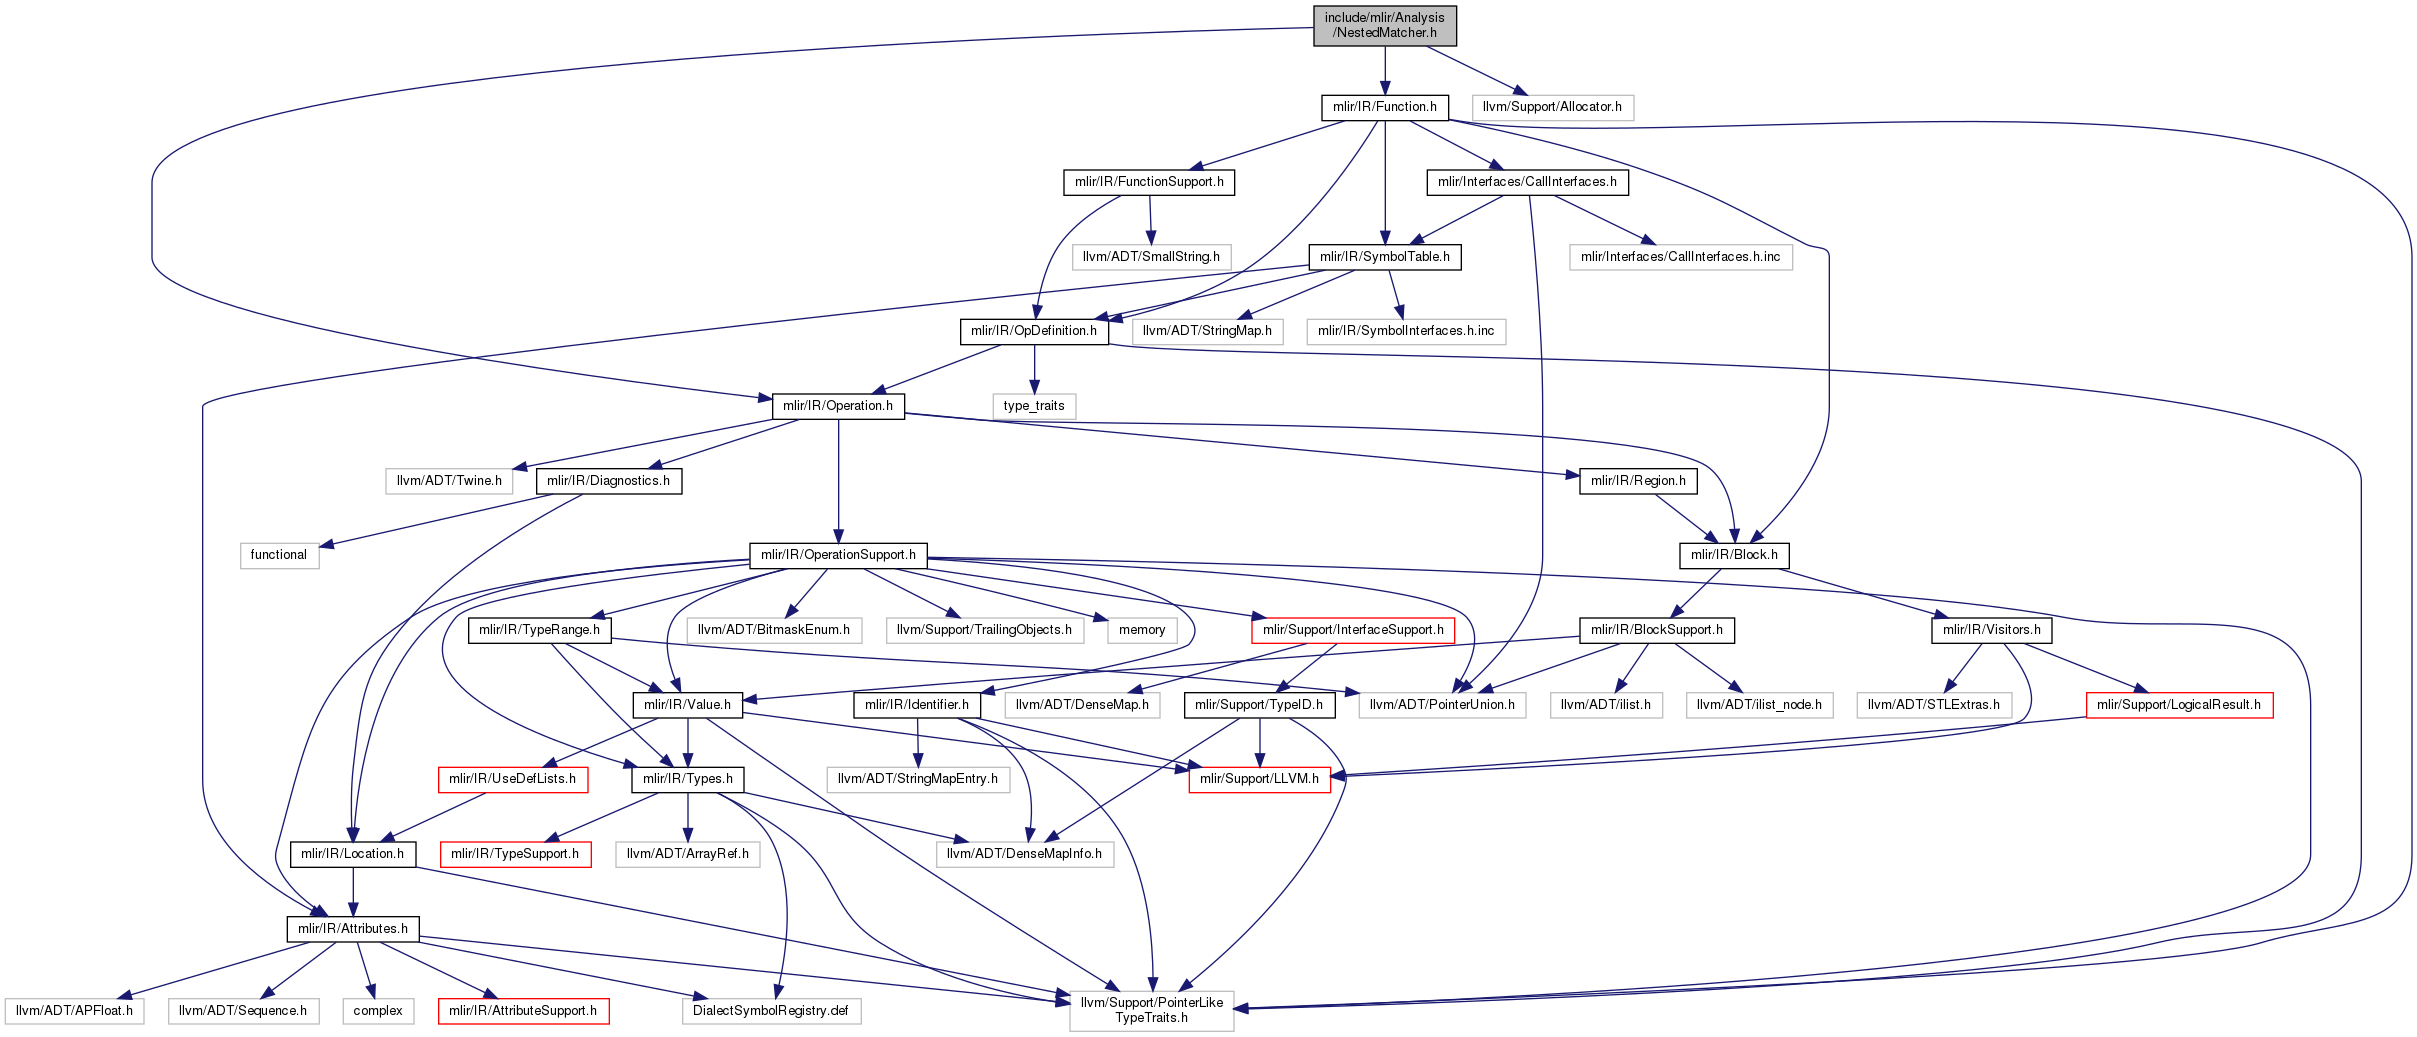 include/mlir/Analysis
/NestedMatcher.h
mlir/IR/Function.h
llvm/Support/Allocator.h
mlir/IR/FunctionSupport.h
mlir/Interfaces/CallInterfaces.h
llvm/ADT/SmallString.h
mlir/IR/SymbolTable.h
mlir/Interfaces/CallInterfaces.h.inc
mlir/IR/OpDefinition.h
llvm/ADT/StringMap.h
mlir/IR/SymbolInterfaces.h.inc
mlir/IR/Operation.h
type_traits
llvm/ADT/Twine.h
mlir/IR/Diagnostics.h
mlir/IR/Region.h
functional
mlir/IR/OperationSupport.h
mlir/IR/Block.h
mlir/IR/TypeRange.h
llvm/ADT/BitmaskEnum.h
llvm/Support/TrailingObjects.h
memory
mlir/Support/InterfaceSupport.h
mlir/IR/BlockSupport.h
mlir/IR/Visitors.h
mlir/IR/Value.h
mlir/IR/Identifier.h
llvm/ADT/DenseMap.h
mlir/Support/TypeID.h
llvm/ADT/PointerUnion.h
llvm/ADT/ilist.h
llvm/ADT/ilist_node.h
llvm/ADT/STLExtras.h
mlir/Support/LogicalResult.h
mlir/IR/UseDefLists.h
mlir/IR/Types.h
llvm/ADT/StringMapEntry.h
mlir/Support/LLVM.h
mlir/IR/Location.h
mlir/IR/TypeSupport.h
llvm/ADT/ArrayRef.h
llvm/ADT/DenseMapInfo.h
mlir/IR/Attributes.h
llvm/ADT/APFloat.h
llvm/ADT/Sequence.h
complex
mlir/IR/AttributeSupport.h
DialectSymbolRegistry.def
llvm/Support/PointerLike
TypeTraits.h